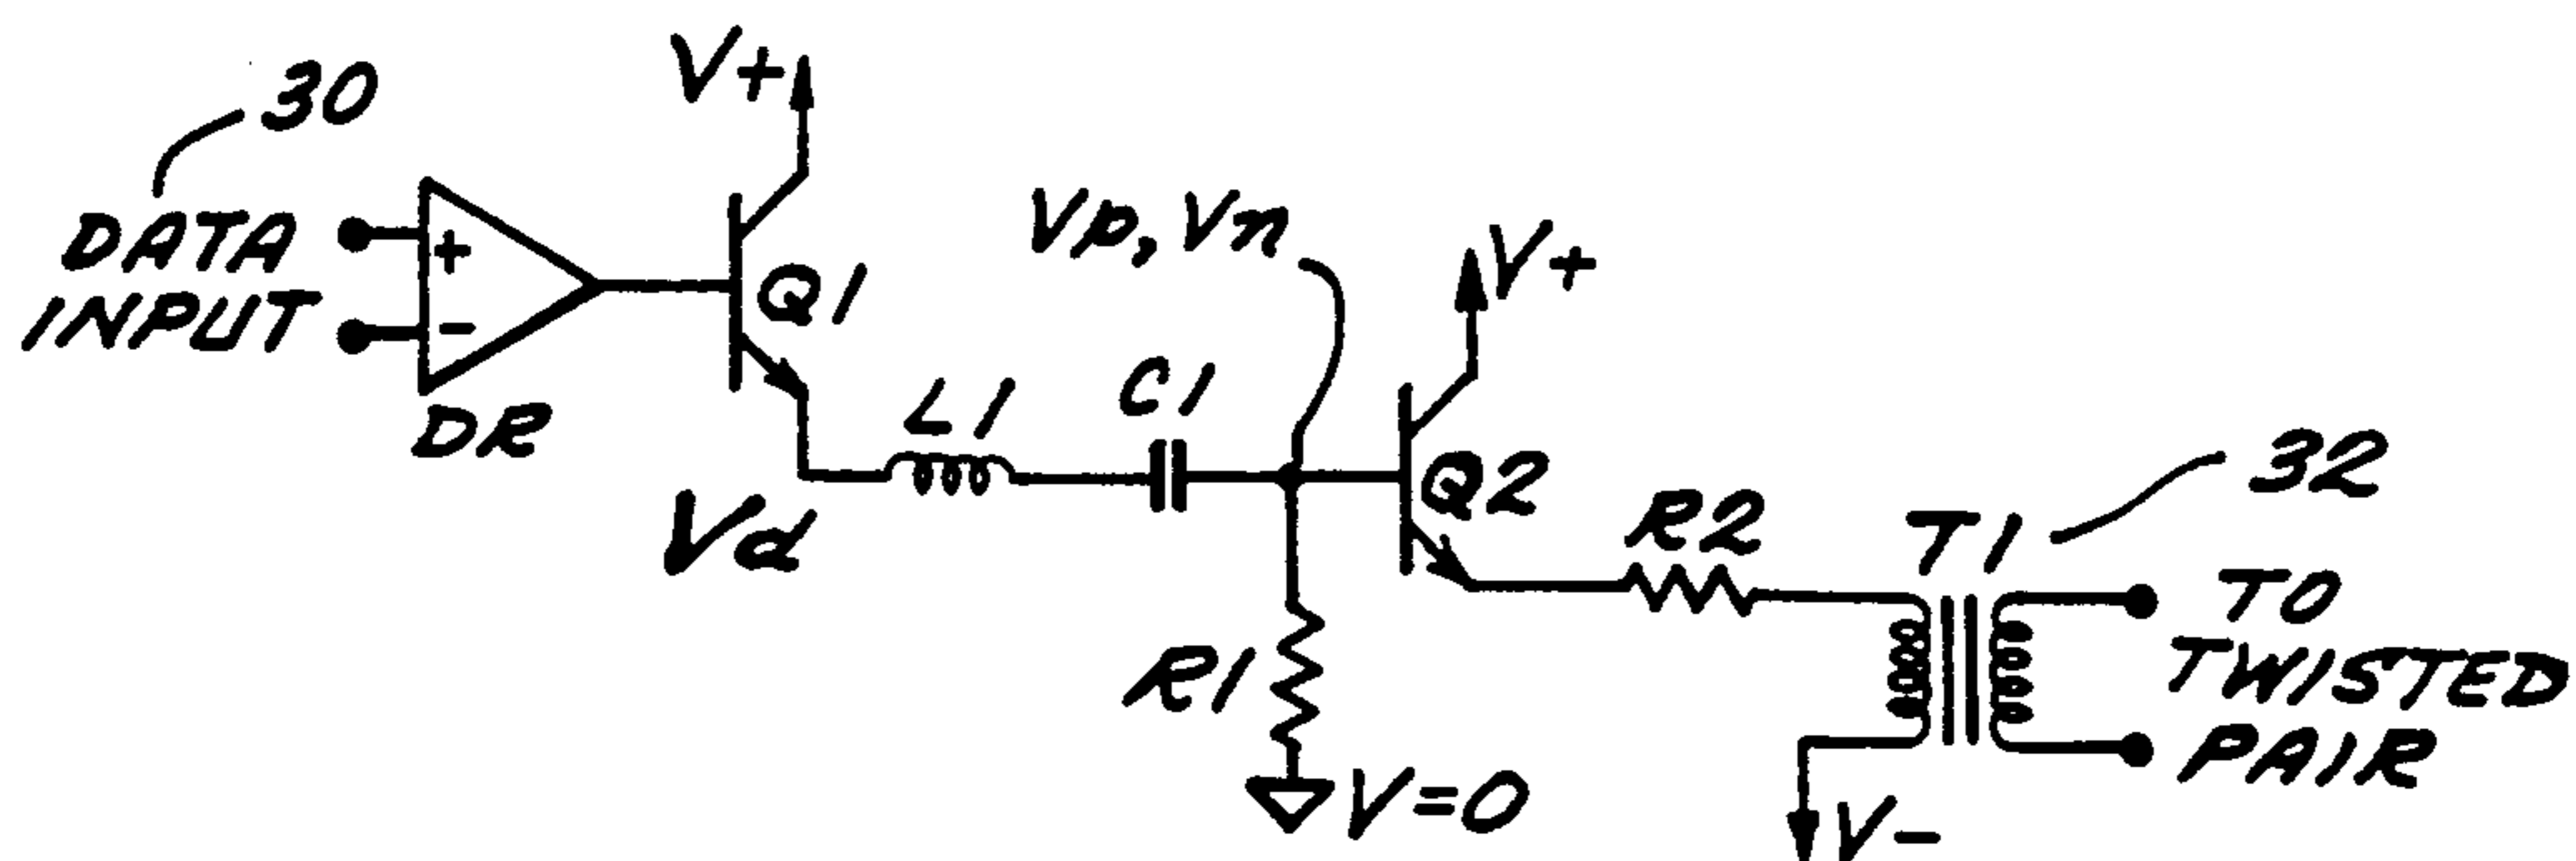 30
DATA
INPUT
+
-
DR
V+
Q1
Vd
L1
C1
Vp, Vn
V+
Q2
R1
V=0
R2
T1
32
V-
TO
TWISTED
PAIR